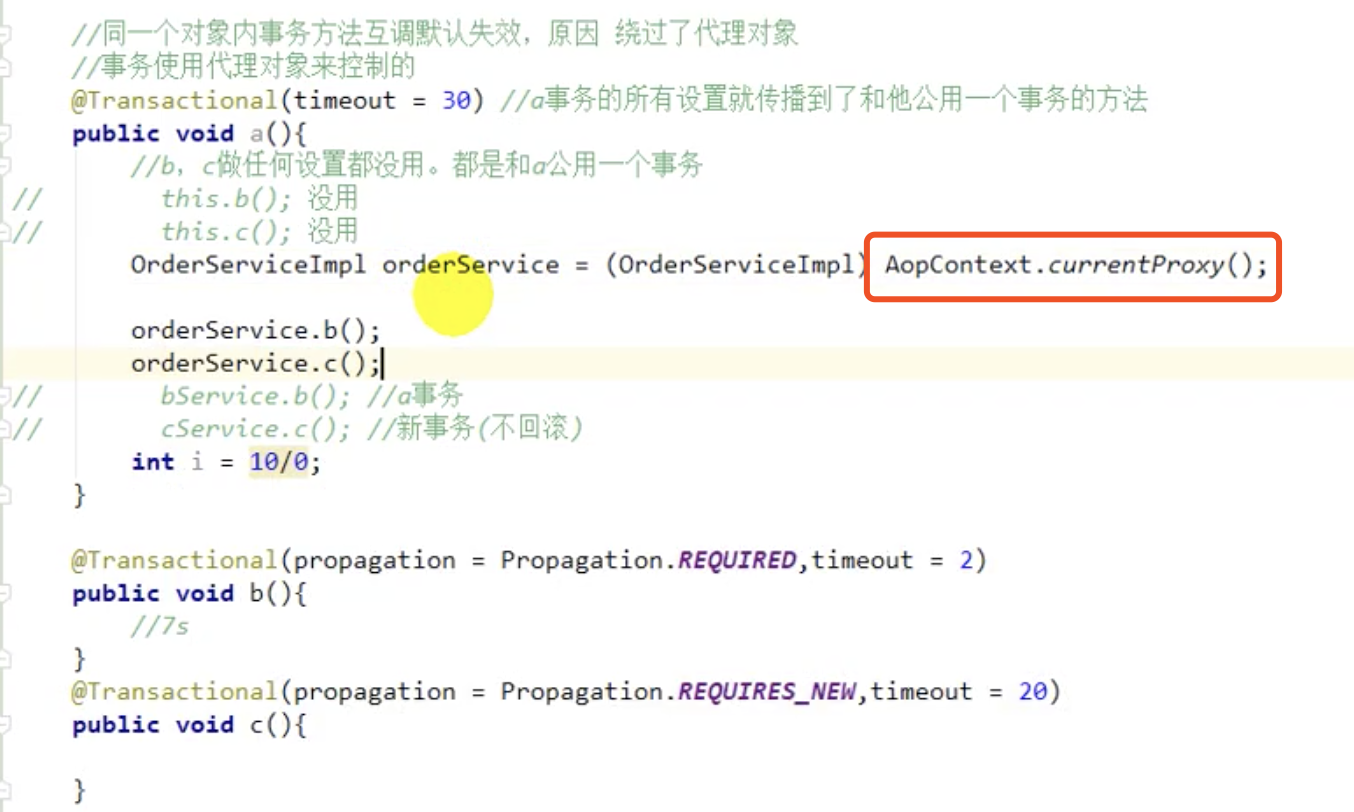 //同一个对象内事务方法互调默认失效，原因 绕过了代理对象
//事务使用代理对象来控制的
@Transactional(timeout = 30) //a事务的所有设置就传播到了和他公用一个事务的方法
public void a(){
//b，c做任何设置都没用。都是和a公用一个事务
// this.b(); 没用
// this.c(); 没用
OrderServiceImpl orderService = (OrderServiceImpl) AopContext.currentProxy();
orderService.b();
orderService.c();
// bService.b(); //a事务
// cService.c(); //新事务(不回滚)
int i = 10/0;
}
@Transactional(propagation = Propagation.REQUIRED,timeout = 2)
public void b(){
//7s
}
@Transactional(propagation = Propagation.REQUIRES_NEW,timeout = 20)
public void c(){
}